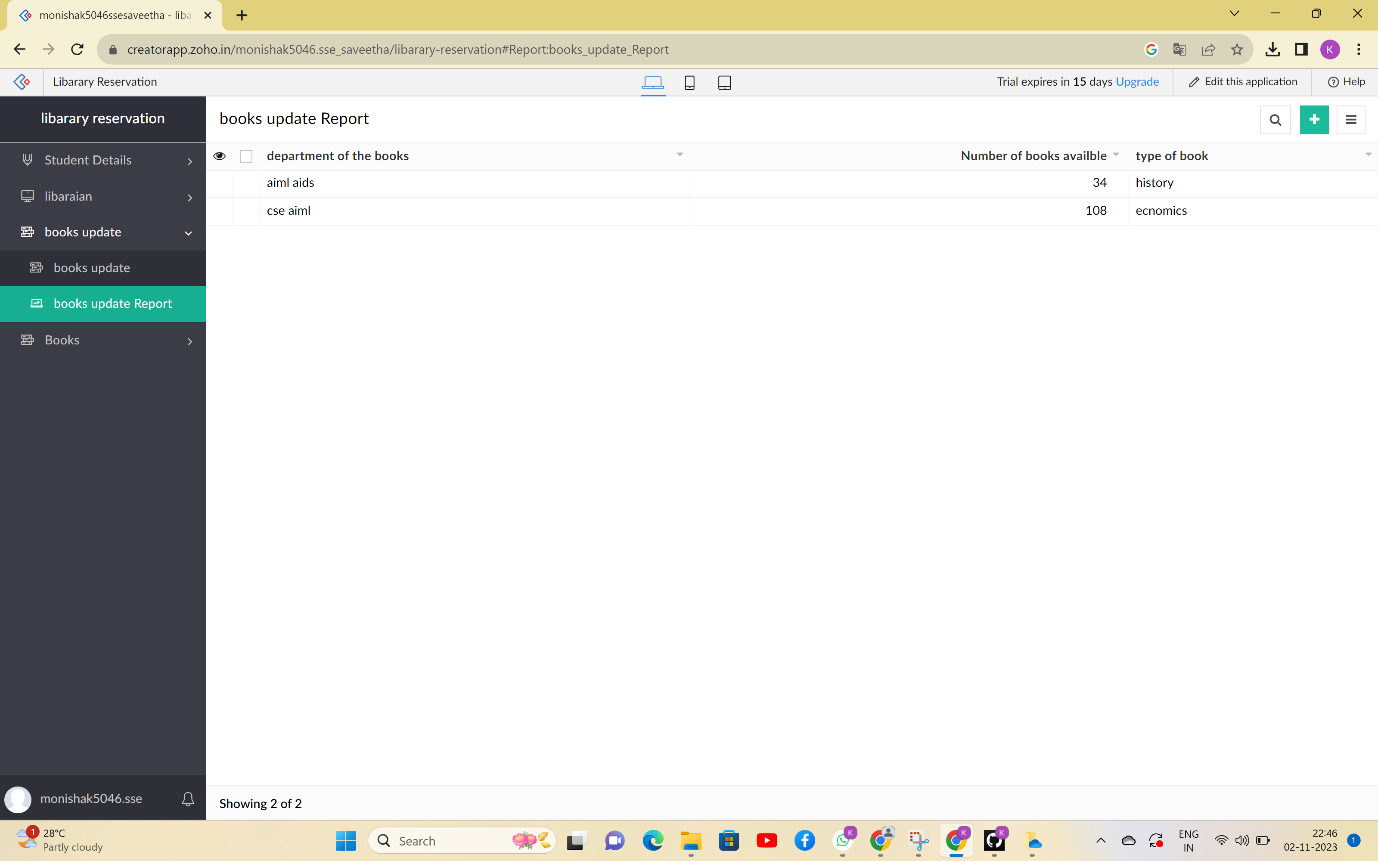 monishak5046ssesaveetha - liba
creatorapp.zoho.in/monishak5046.sse_saveetha/libarary-reservation#Report:books_update_Report
K
Libarary Reservation
Trial expires in 15 days Upgrade
Edit this application
Help
libarary reservation
books update Report
Student Details
libaraian
books update
books update
books update Report
Books
department of the books
Number of books availble
type of book
aiml aids
34
history
cse aiml
108
ecnomics
Showing 2 of 2
monishak5046.sse
1
28°C
Partly cloudy
Search
K
K
K
ENG
IN
22:46
02-11-2023
1